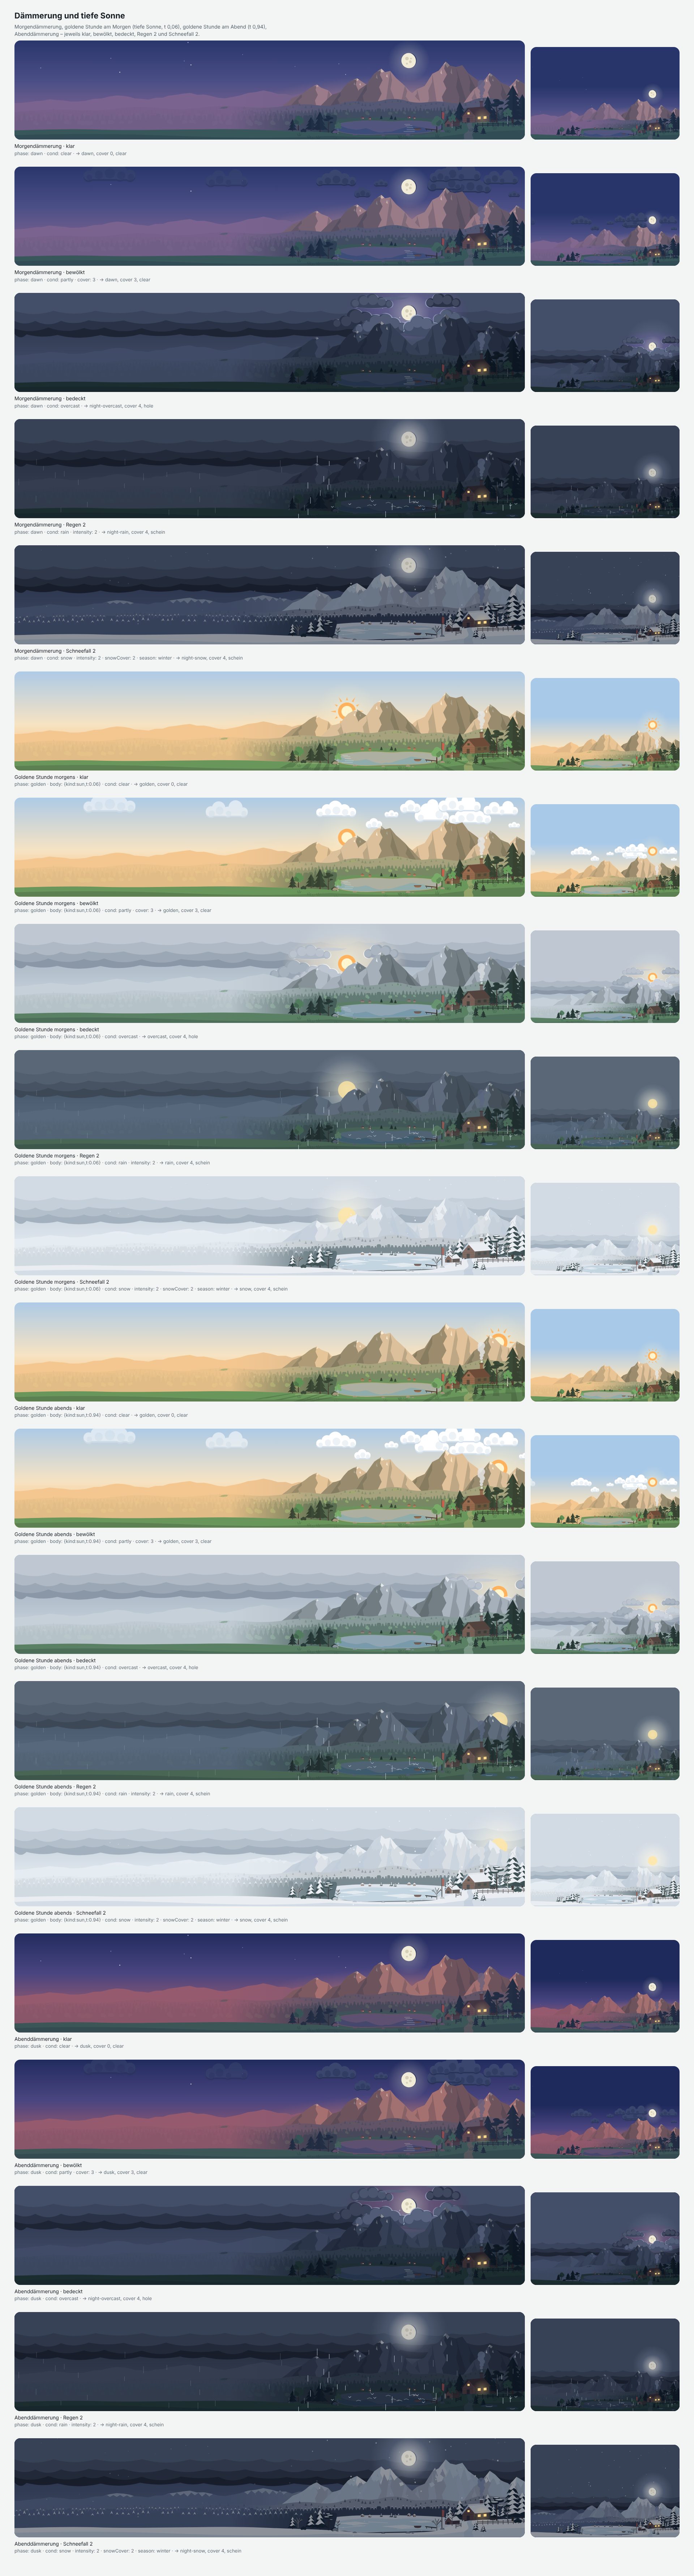 Dämmerung und tiefe Sonne
Morgendämmerung, goldene Stunde am Morgen (tiefe Sonne, t 0,06), goldene Stunde am Abend (t 0,94),
Abenddämmerung – jeweils klar, bewölkt, bedeckt, Regen 2 und Schneefall 2.
Morgendämmerung · klar
phase: dawn · cond: clear · → dawn, cover 0, clear
Morgendämmerung · bewölkt
phase: dawn · cond: partly · cover: 3 · → dawn, cover 3, clear
Morgendämmerung · bedeckt
phase: dawn · cond: overcast · → night-overcast, cover 4, hole
Morgendämmerung · Regen 2
phase: dawn · cond: rain · intensity: 2 · → night-rain, cover 4, schein
Morgendämmerung · Schneefall 2
phase: dawn · cond: snow · intensity: 2 · snowCover: 2 · season: winter · → night-snow, cover 4, schein
Goldene Stunde morgens · klar
phase: golden · body: {kind:sun,t:0.06} · cond: clear · → golden, cover 0, clear
Goldene Stunde morgens · bewölkt
phase: golden · body: {kind:sun,t:0.06} · cond: partly · cover: 3 · → golden, cover 3, clear
Goldene Stunde morgens · bedeckt
phase: golden · body: {kind:sun,t:0.06} · cond: overcast · → overcast, cover 4, hole
Goldene Stunde morgens · Regen 2
phase: golden · body: {kind:sun,t:0.06} · cond: rain · intensity: 2 · → rain, cover 4, schein
Goldene Stunde morgens · Schneefall 2
phase: golden · body: {kind:sun,t:0.06} · cond: snow · intensity: 2 · snowCover: 2 · season: winter · → snow, cover 4, schein
Goldene Stunde abends · klar
phase: golden · body: {kind:sun,t:0.94} · cond: clear · → golden, cover 0, clear
Goldene Stunde abends · bewölkt
phase: golden · body: {kind:sun,t:0.94} · cond: partly · cover: 3 · → golden, cover 3, clear
Goldene Stunde abends · bedeckt
phase: golden · body: {kind:sun,t:0.94} · cond: overcast · → overcast, cover 4, hole
Goldene Stunde abends · Regen 2
phase: golden · body: {kind:sun,t:0.94} · cond: rain · intensity: 2 · → rain, cover 4, schein
Goldene Stunde abends · Schneefall 2
phase: golden · body: {kind:sun,t:0.94} · cond: snow · intensity: 2 · snowCover: 2 · season: winter · → snow, cover 4, schein
Abenddämmerung · klar
phase: dusk · cond: clear · → dusk, cover 0, clear
Abenddämmerung · bewölkt
phase: dusk · cond: partly · cover: 3 · → dusk, cover 3, clear
Abenddämmerung · bedeckt
phase: dusk · cond: overcast · → night-overcast, cover 4, hole
Abenddämmerung · Regen 2
phase: dusk · cond: rain · intensity: 2 · → night-rain, cover 4, schein
Abenddämmerung · Schneefall 2
phase: dusk · cond: snow · intensity: 2 · snowCover: 2 · season: winter · → night-snow, cover 4, schein